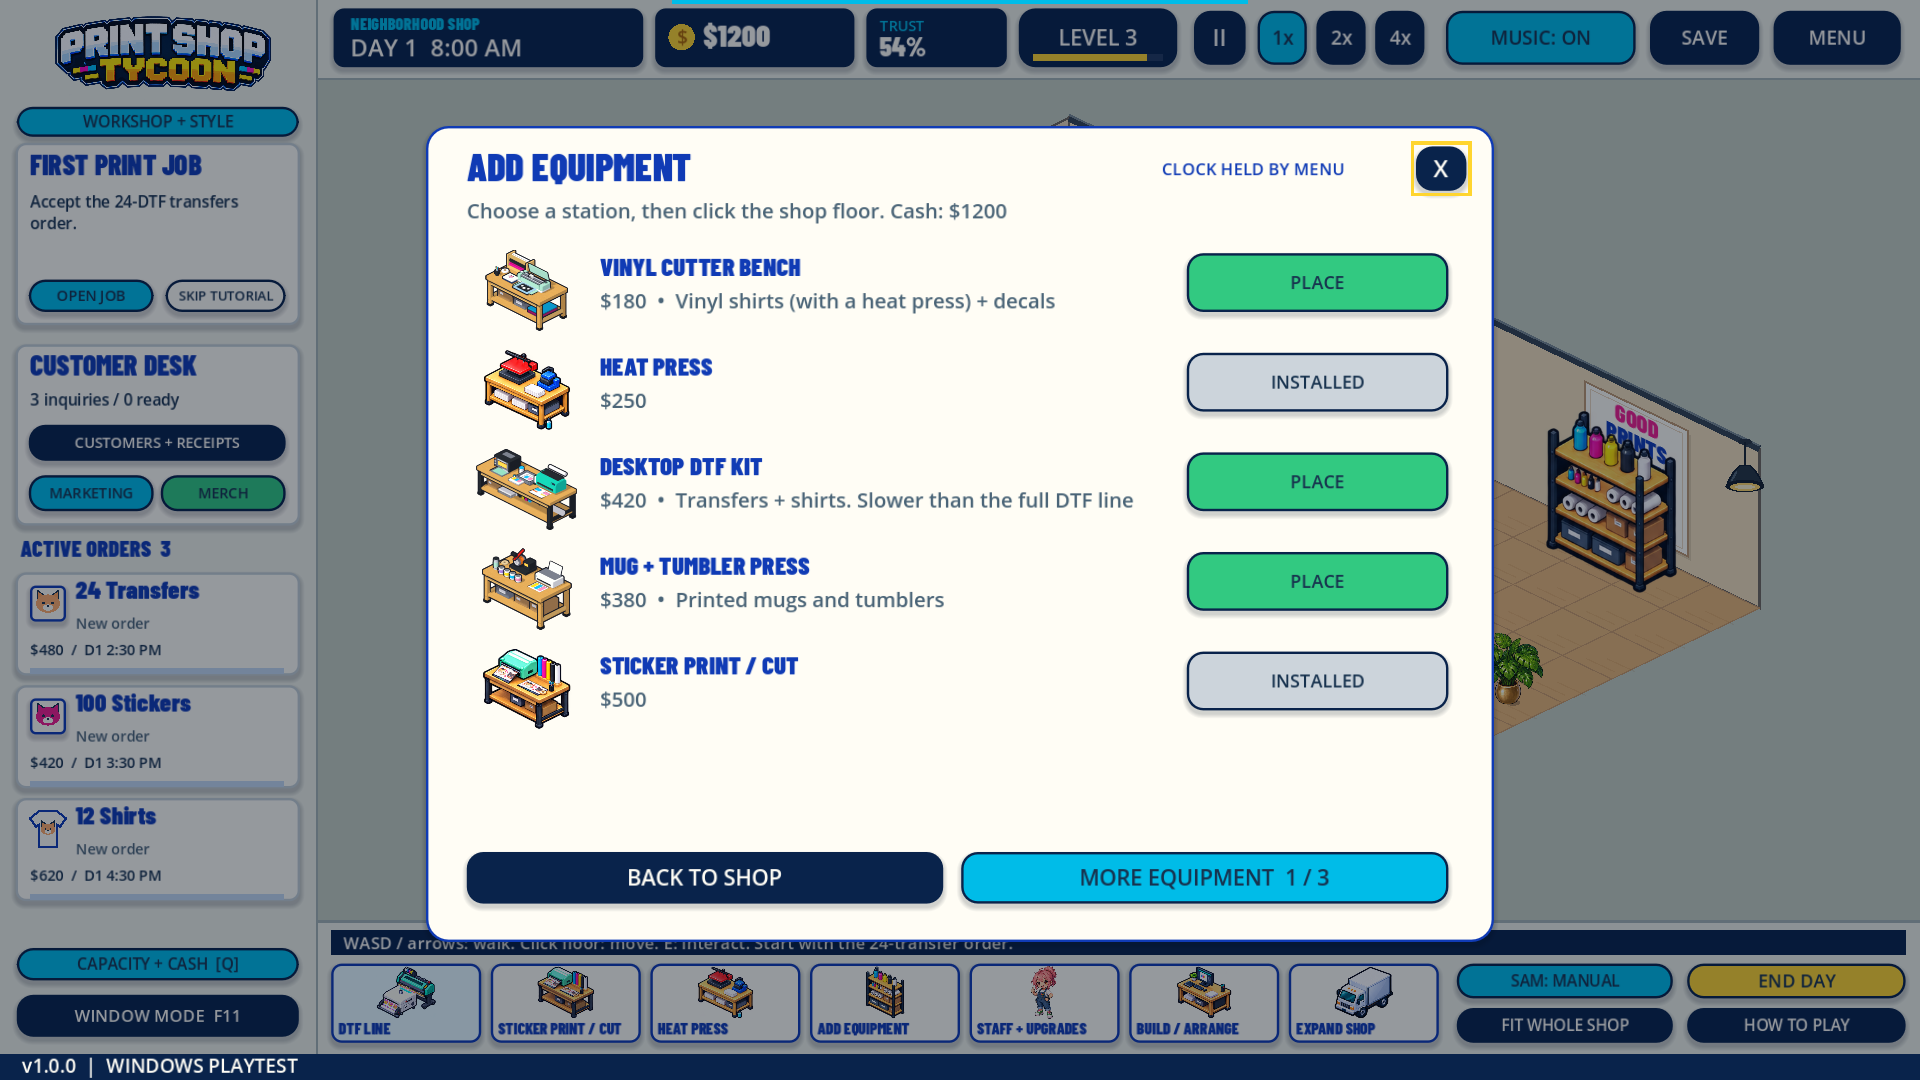 PRINT SHOP
TYCOON
NEIGHBORHOOD SHOP
DAY 1  8:00 AM
$
$1200
TRUST
54%
LEVEL 3
II
1x
2x
4x
MUSIC: ON
SAVE
MENU
WORKSHOP + STYLE
FIRST PRINT JOB
Accept the 24-DTF transfers
order.
OPEN JOB
SKIP TUTORIAL
CUSTOMER DESK
3 inquiries / 0 ready
CUSTOMERS + RECEIPTS
MARKETING
MERCH
ACTIVE ORDERS  3
24 Transfers
New order
$480  /  D1 2:30 PM
100 Stickers
New order
$420  /  D1 3:30 PM
12 Shirts
New order
$620  /  D1 4:30 PM
CAPACITY + CASH  [Q]
WINDOW MODE  F11
ADD EQUIPMENT
CLOCK HELD BY MENU
X
Choose a station, then click the shop floor. Cash: $1200
VINYL CUTTER BENCH
$180  •  Vinyl shirts (with a heat press) + decals
PLACE
HEAT PRESS
$250
INSTALLED
DESKTOP DTF KIT
$420  •  Transfers + shirts. Slower than the full DTF line
PLACE
MUG + TUMBLER PRESS
$380  •  Printed mugs and tumblers
PLACE
STICKER PRINT / CUT
$500
INSTALLED
BACK TO SHOP
MORE EQUIPMENT  1 / 3
GOOD
PRINTS
WASD / arrows: walk. Click floor: move. E: interact. Start with the 24-transfer order.
DTF LINE
STICKER PRINT / CUT
HEAT PRESS
ADD EQUIPMENT
STAFF + UPGRADES
BUILD / ARRANGE
EXPAND SHOP
SAM: MANUAL
END DAY
FIT WHOLE SHOP
HOW TO PLAY
v1.0.0  |  WINDOWS PLAYTEST